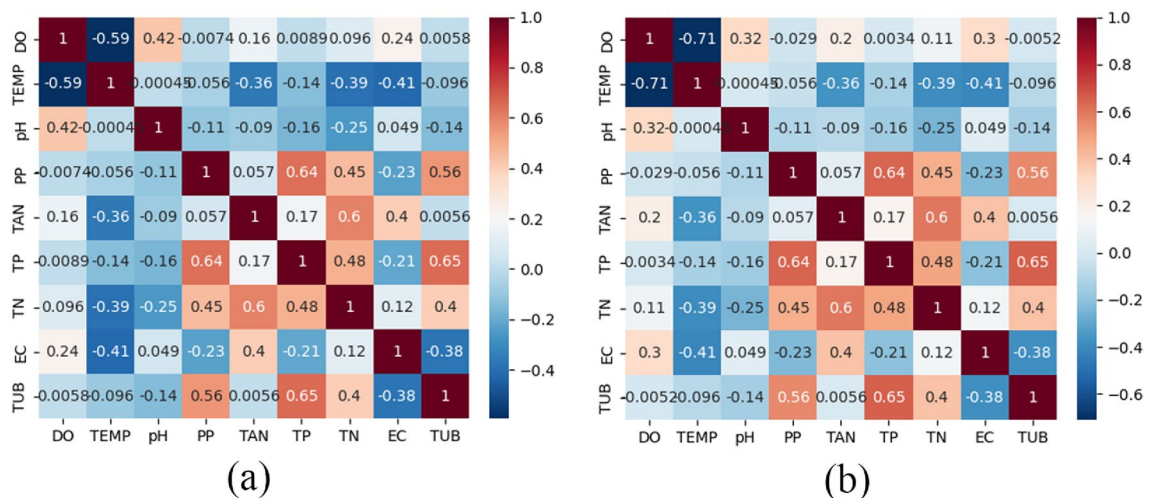 DO 1 -0.59 0.42 -0.0074 0.16 0.0089 0.096 0.24 0.0058
TEMP -0.59 1 0.00045 0.056 -0.36 -0.14 -0.39 -0.41 -0.096
pH 0.42 -0.0004 1 -0.11 -0.09 -0.16 -0.25 0.049 -0.14
PP -0.0074 -0.056 -0.11 1 0.057 0.64 0.45 -0.23 0.56
TAN 0.16 -0.36 -0.09 0.057 1 0.17 0.6 0.4 0.0056
TP -0.0089 -0.14 -0.16 0.64 0.17 1 0.48 -0.21 0.65
TN 0.096 -0.39 -0.25 0.45 0.6 0.48 1 0.12 0.4
EC 0.24 -0.41 0.049 -0.23 0.4 -0.21 0.12 1 -0.38
TUB -0.0058 -0.096 -0.14 0.56 0.0056 0.65 0.4 -0.38 1
DO TEMP pH PP TAN TP TN EC TUB
1.0
0.8
0.6
0.4
0.2
0.0
−0.2
−0.4
(a)
DO 1 -0.71 0.32 -0.029 0.2 0.0034 0.11 0.3 -0.0052
TEMP -0.71 1 0.00045 0.056 -0.36 -0.14 -0.39 -0.41 -0.096
pH 0.32 -0.0004 1 -0.11 -0.09 -0.16 -0.25 0.049 -0.14
PP -0.029 -0.056 -0.11 1 0.057 0.64 0.45 -0.23 0.56
TAN 0.2 -0.36 -0.09 0.057 1 0.17 0.6 0.4 0.0056
TP -0.0034 -0.14 -0.16 0.64 0.17 1 0.48 -0.21 0.65
TN 0.11 -0.39 -0.25 0.45 0.6 0.48 1 0.12 0.4
EC 0.3 -0.41 0.049 -0.23 0.4 -0.21 0.12 1 -0.38
TUB -0.0052 -0.096 -0.14 0.56 0.0056 0.65 0.4 -0.38 1
DO TEMP pH PP TAN TP TN EC TUB
1.0
0.8
0.6
0.4
0.2
0.0
−0.2
−0.4
−0.6
(b)